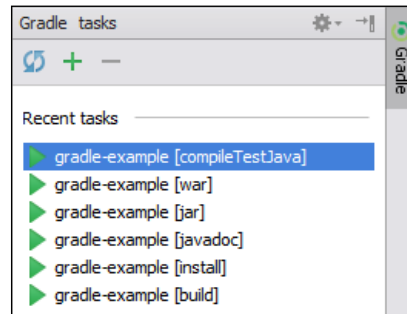 Gradle tasks
Gradle
Recent tasks
gradle-example [compileTestJava]
gradle-example [war]
gradle-example [jar]
gradle-example [javadoc]
gradle-example [install]
gradle-example [build]